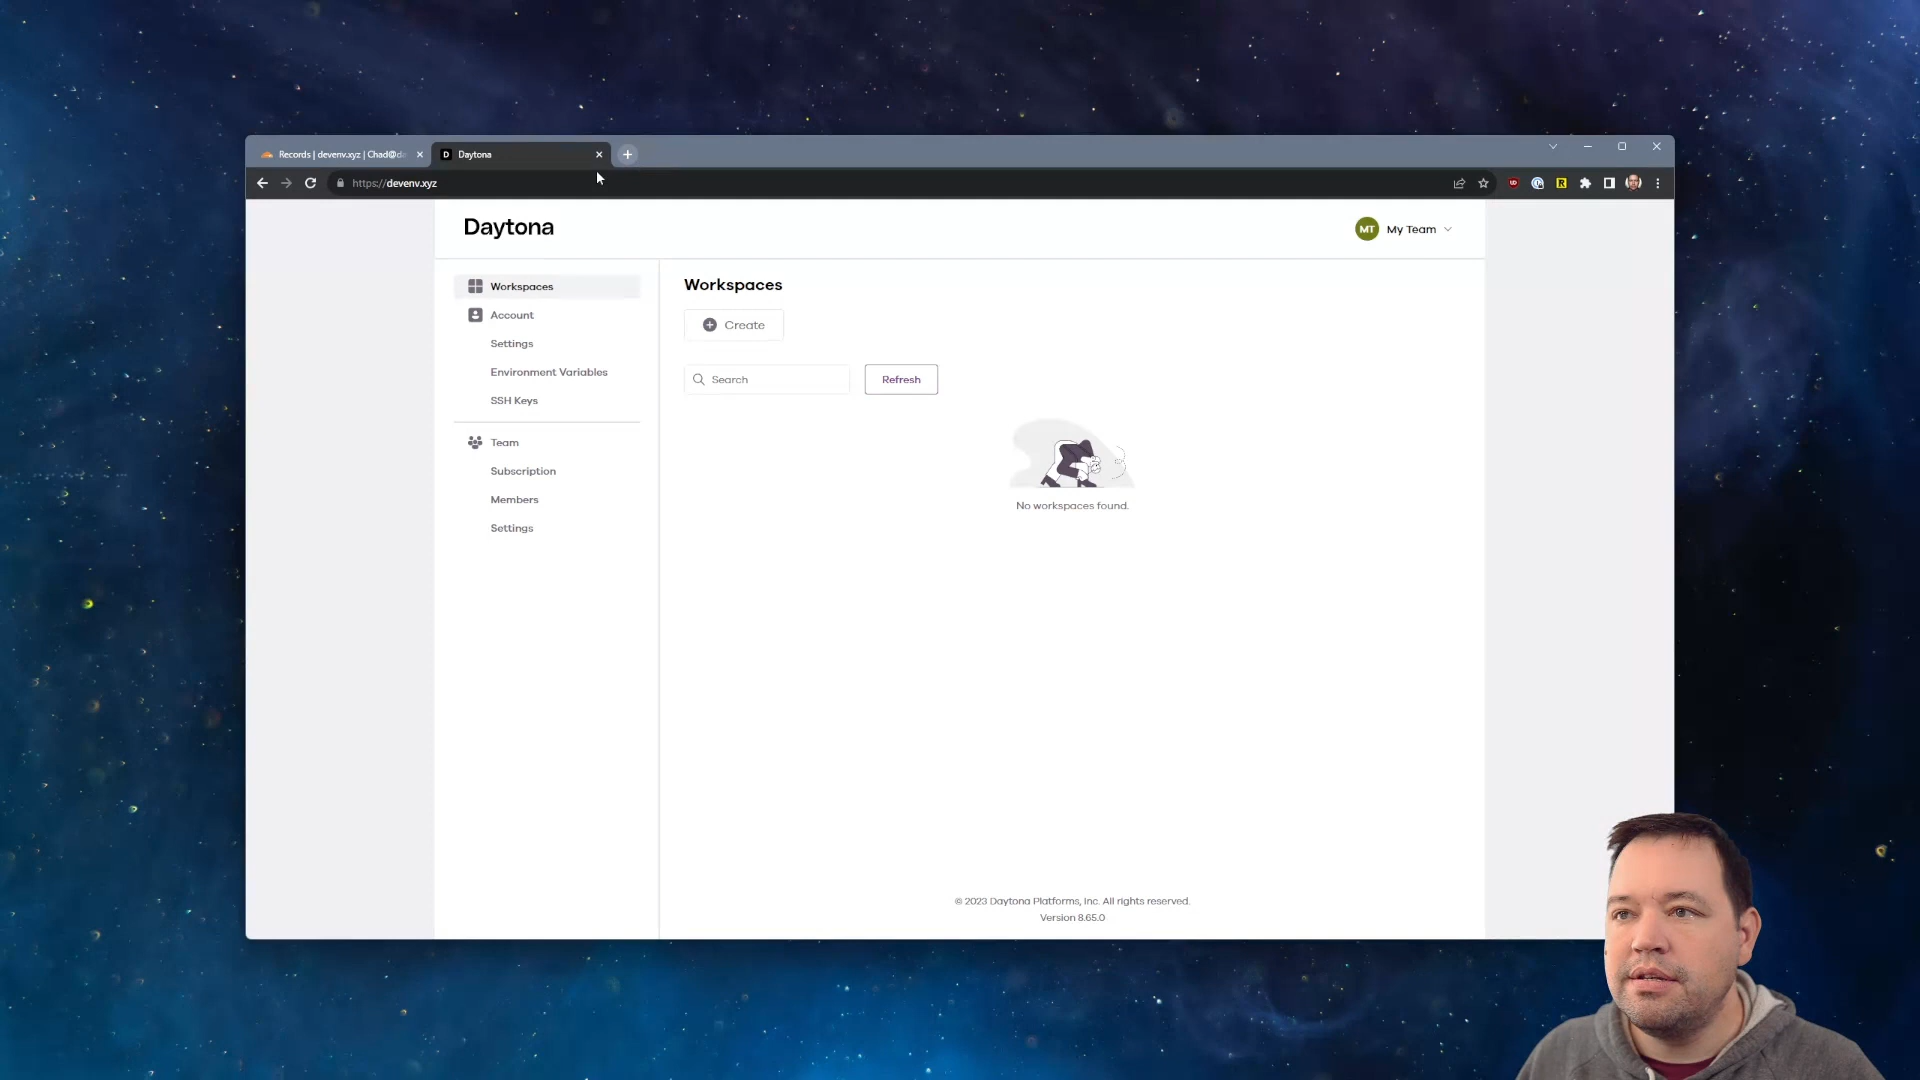 Records | devenv.xyz | Chad@d
D Daytona
https://devenv.xyz
Daytona
MT My Team
Workspaces
Account
Settings
Environment Variables
SSH Keys
Team
Subscription
Members
Settings
Workspaces
Create
Search
Refresh
No workspaces found.
© 2023 Daytona Platforms, Inc. All rights reserved.
Version 8.65.0